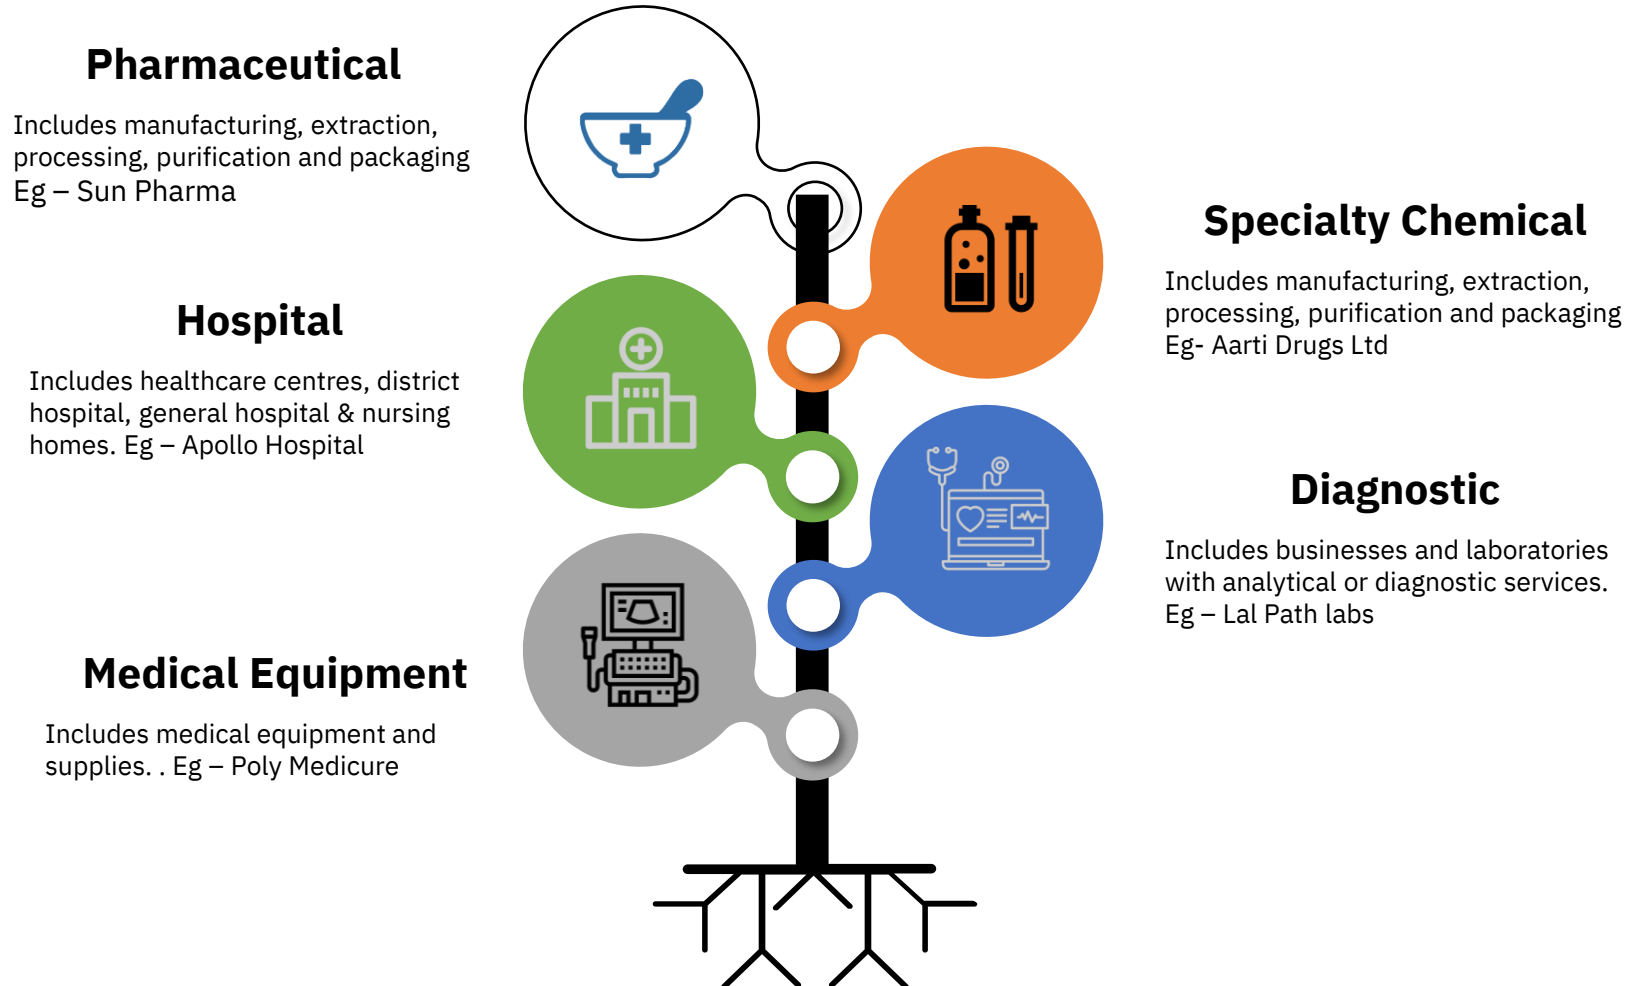 Pharmaceutical
Includes manufacturing, extraction,
processing, purification and packaging
Eg – Sun Pharma
Specialty Chemical
Includes manufacturing, extraction,
processing, purification and packaging
Eg- Aarti Drugs Ltd
Hospital
Includes healthcare centres, district
hospital, general hospital & nursing
homes. Eg – Apollo Hospital
Diagnostic
Includes businesses and laboratories
with analytical or diagnostic services.
Eg – Lal Path labs
Medical Equipment
Includes medical equipment and
supplies. . Eg – Poly Medicure